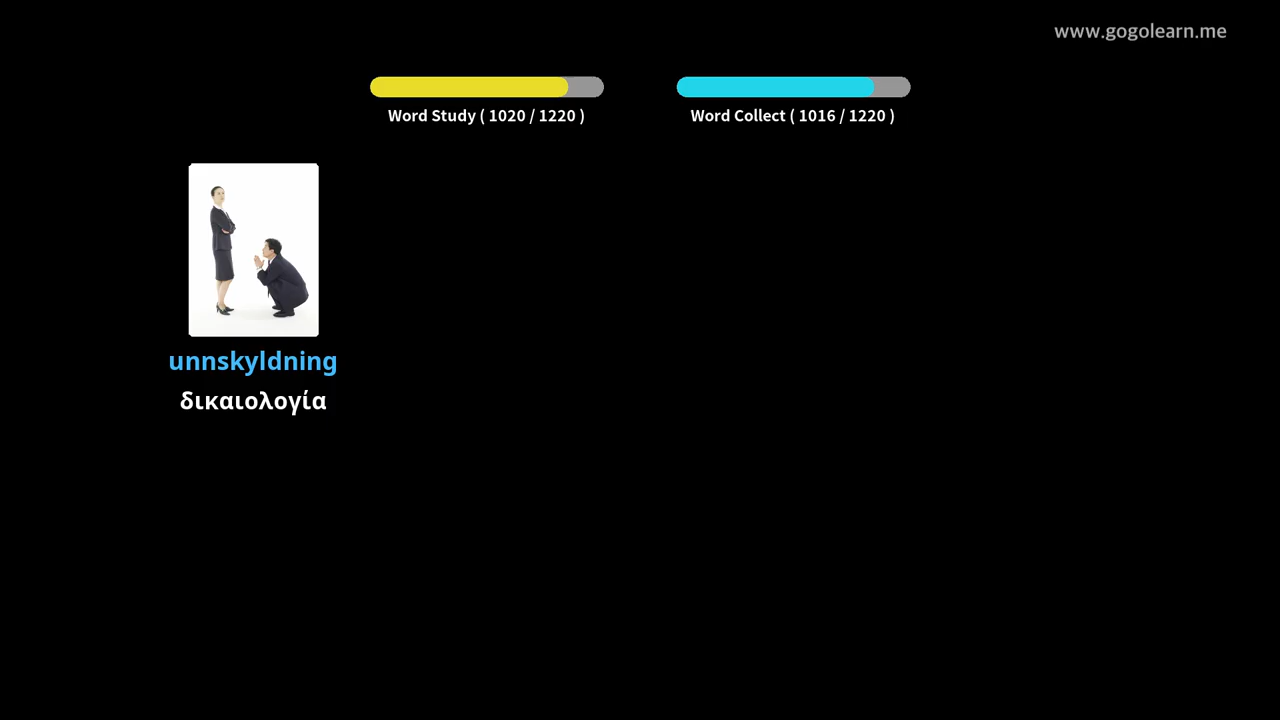 www.gogolearn.me
Word Study ( 1020 / 1220 )
Word Collect ( 1016 / 1220 )
unnskyldning
δικαιολογία